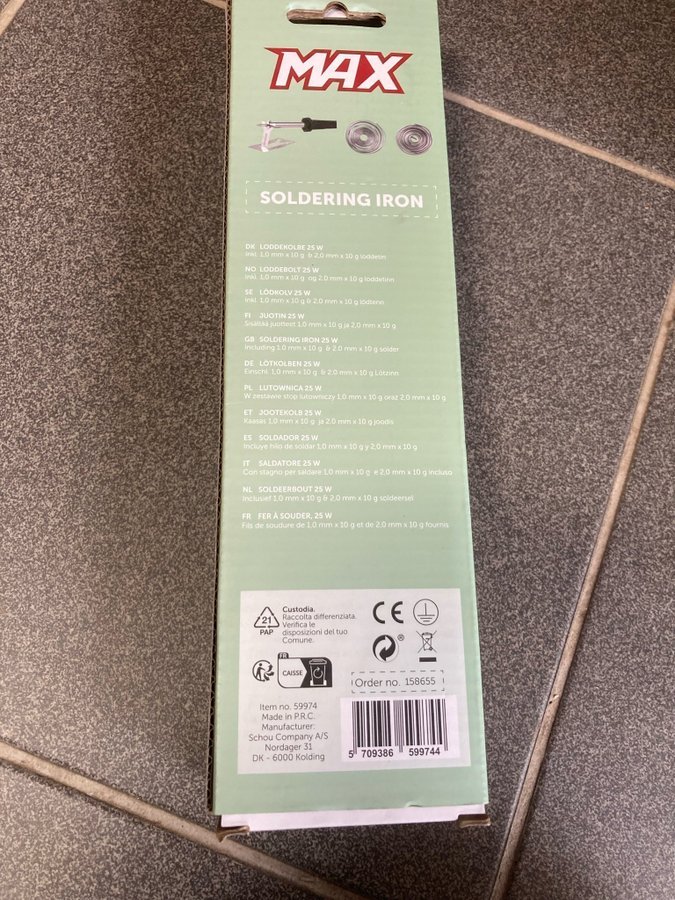 MAX
SOLDERING IRON
DK LODDEKOLBE 25 W
Inkl. 1,0 mm x 10 g & 2,0 mm x 10 g loddetin
NO LODDEBOLT 25 W
Inkl. 1,0 mm x 10 g og 2,0 mm x 10 g loddetinn
SE LÖDKOLV 25 W
Inkl. 1,0 mm x 10 g & 2,0 mm x 10 g lödtenn
FI JUOTIN 25 W
Sisältää juotteet 1,0 mm x 10 g ja 2,0 mm x 10 g
GB SOLDERING IRON 25 W
Including 1.0 mm x 10 g & 2.0 mm x 10 g solder
DE LÖTKOLBEN 25 W
Einschl. 1,0 mm x 10 g & 2,0 mm x 10 g Lötzinn
PL LUTOWNICA 25 W
W zestawie stop lutowniczy 1,0 mm x 10 g oraz 2,0 mm x 10 g
ET JOOTEKOLB 25 W
Kaasas 1,0 mm x 10 g ja 2,0 mm x 10 g joodis
ES SOLDADOR 25 W
Incluye hilo de soldar 1,0 mm x 10 g y 2,0 mm x 10 g
IT SALDATORE 25 W
Con stagno per saldare 1,0 mm x 10 g e 2,0 mm x 10 g incluso
NL SOLDEERBOUT 25 W
Inclusief 1,0 mm x 10 g & 2,0 mm x 10 g soldeersel
FR FER À SOUDER, 25 W
Fils de soudure de 1,0 mm x 10 g et de 2,0 mm x 10 g fournis
21
PAP
Custodia.
Raccolta differenziata.
Verifica le
disposizioni del tuo
Comune.
CE
FR
CAISSE
®
Order no. 158655
Item no. 59974
Made in P.R.C.
Manufacturer:
Schou Company A/S
Nordager 31
DK - 6000 Kolding
5 709386 599744